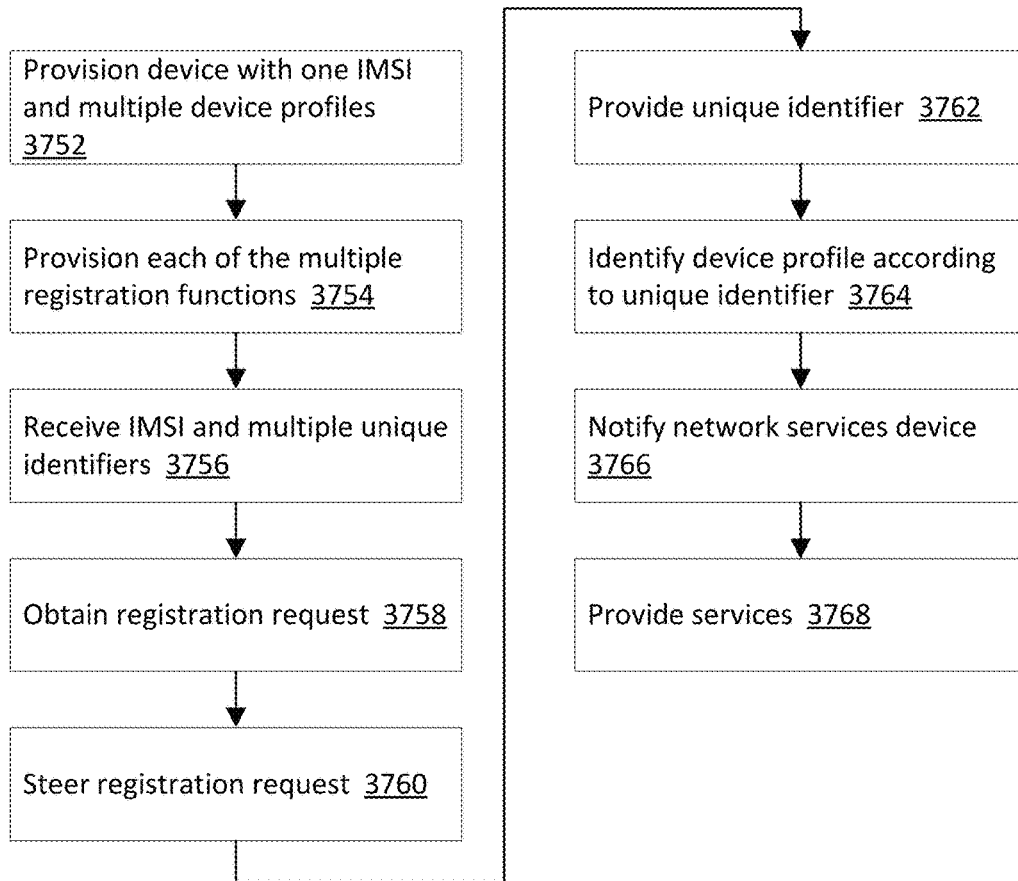 Provision device with one IMSI
and multiple device profiles
3752
Provision each of the multiple
registration functions 3754
Receive IMSI and multiple unique
identifiers 3756
Obtain registration request 3758
Steer registration request 3760
Provide unique identifier 3762
Identify device profile according
to unique identifier 3764
Notify network services device
3766
Provide services 3768